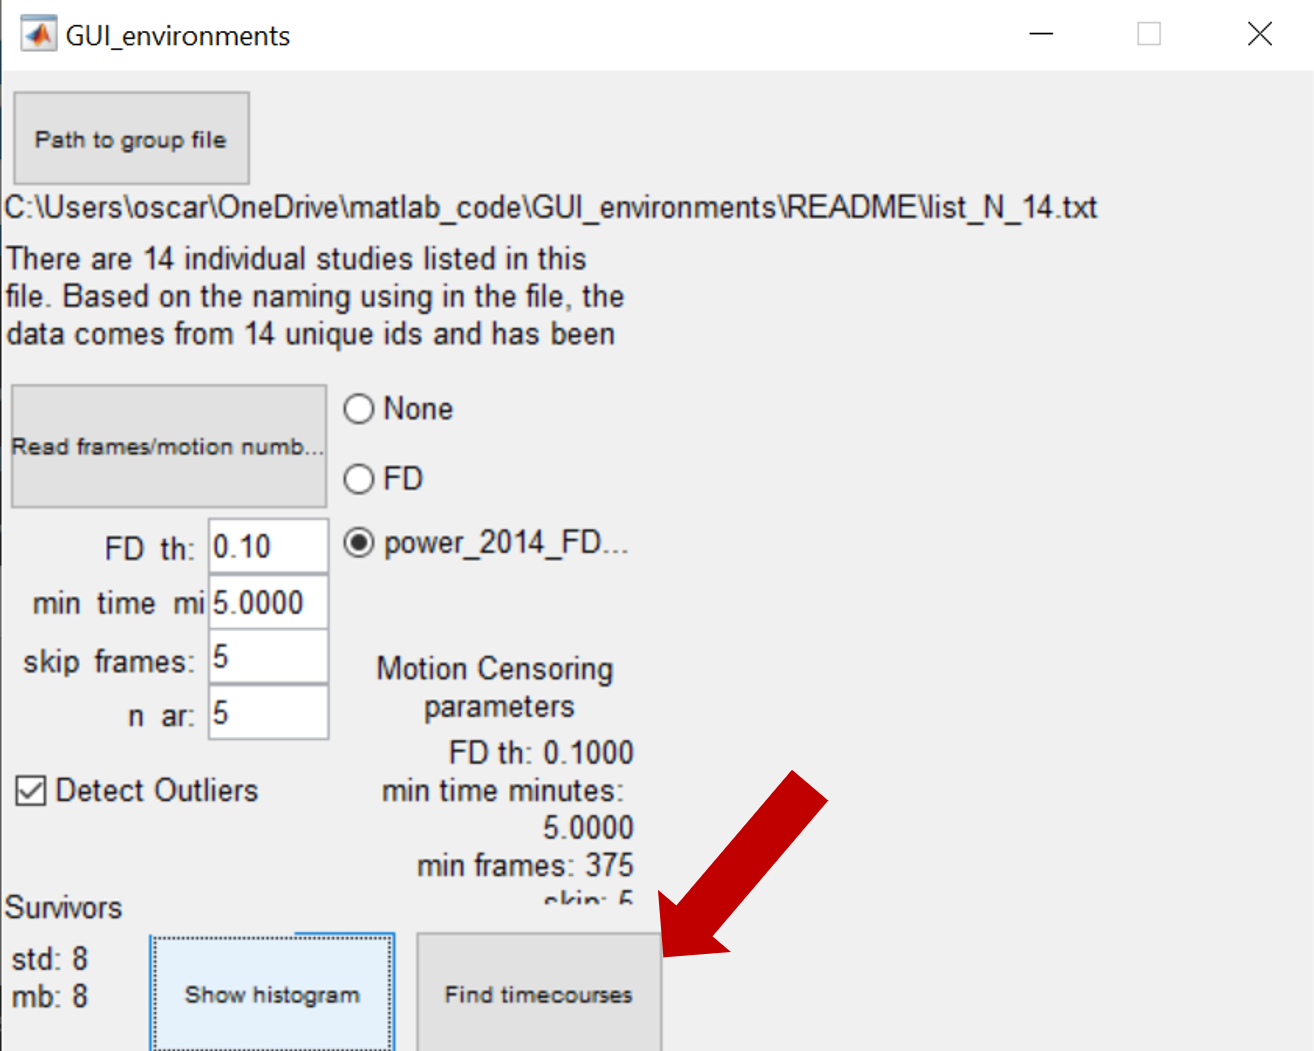 GUI_environments
Path to group file
C:\Users\oscar\OneDrive\matlab_code\GUI_environments\README\list_N_14.txt
There are 14 individual studies listed in this
file. Based on the naming using in the file, the
data comes from 14 unique ids and has been
Read frames/motion numb...
None
FD
power_2014_FD...
FD th: 0.10
min time mi 5.0000
skip frames: 5
n ar: 5
Detect Outliers
Motion Censoring
parameters
FD th: 0.1000
min time minutes:
5.0000
min frames: 375
skip: 5
Survivors
std: 8
mb: 8
Show histogram
Find timecourses